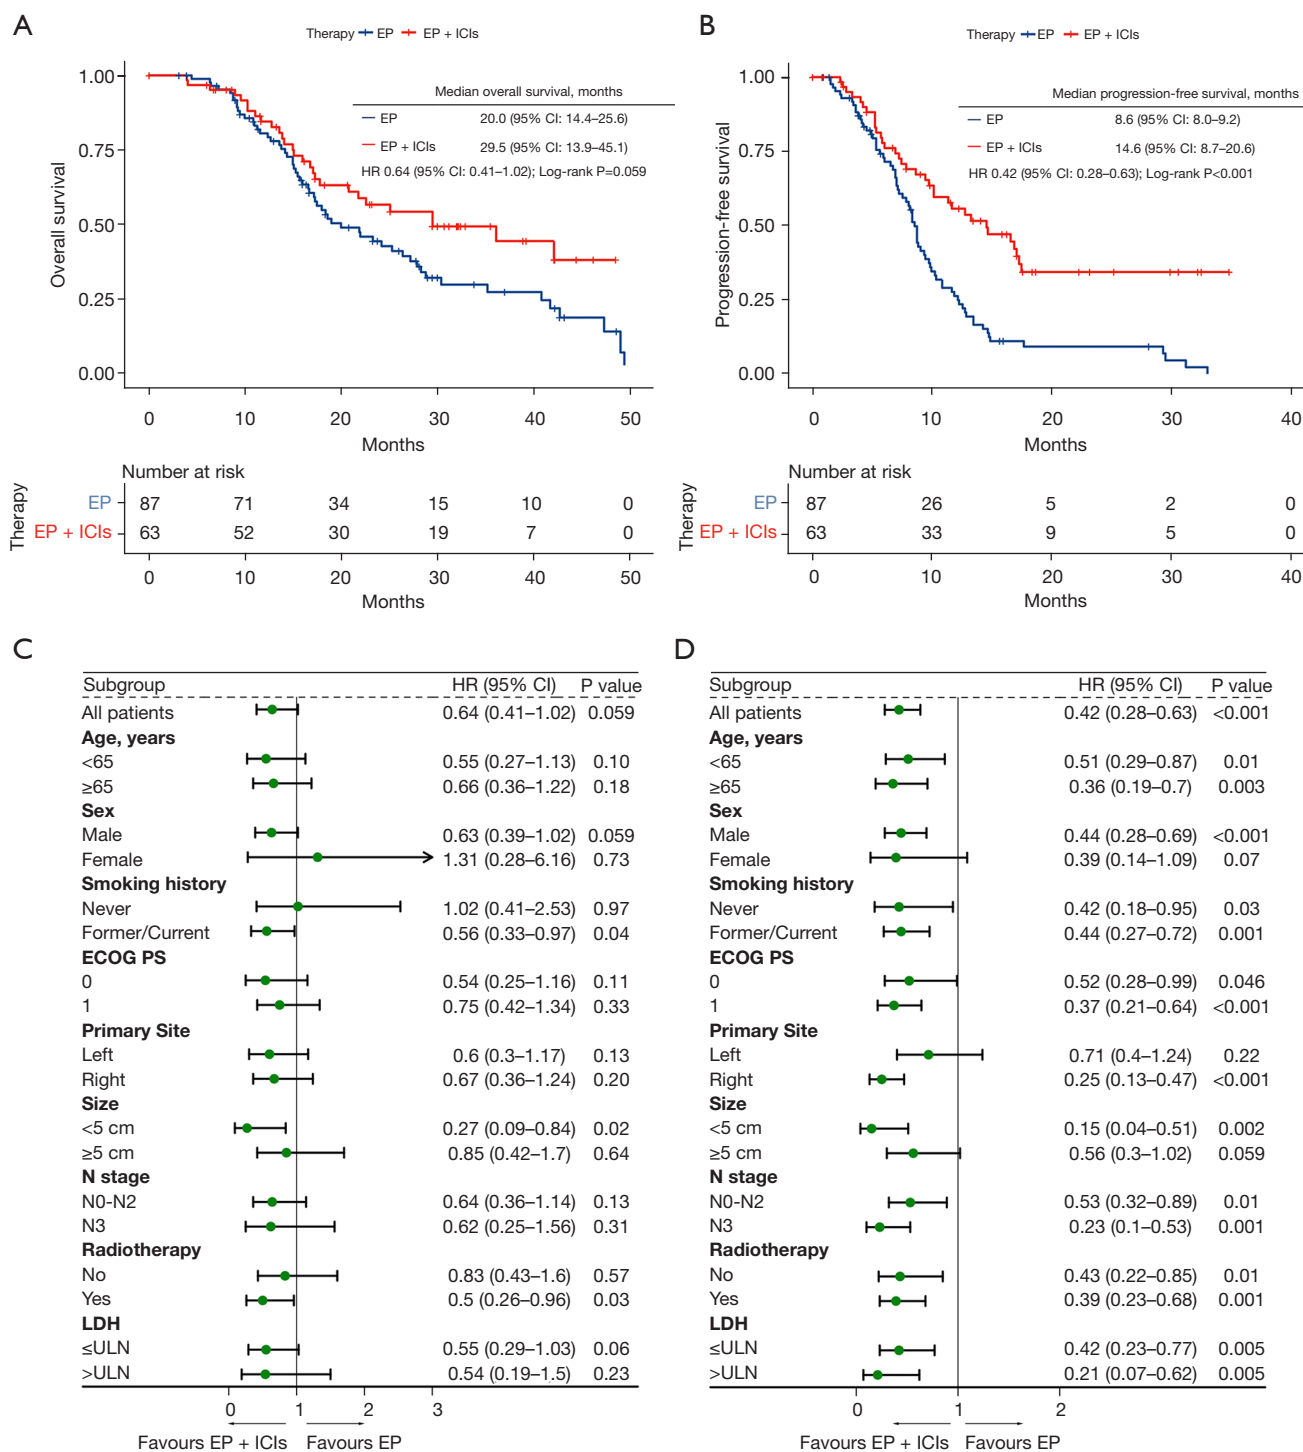 A
Therapy EP EP + ICIs
1.00
0.75
0.50
0.25
0.00
Overall survival
Median overall survival, months
EP 20.0 (95% CI: 14.4–25.6)
EP + ICIs 29.5 (95% CI: 13.9–45.1)
HR 0.64 (95% CI: 0.41–1.02); Log-rank P=0.059
0 10 20 30 40 50
Months
Number at risk
Therapy
EP 87 71 34 15 10 0
EP + ICIs 63 52 30 19 7 0
0 10 20 30 40 50
Months
B
Therapy EP EP + ICIs
1.00
0.75
0.50
0.25
0.00
Progression-free survival
Median progression-free survival, months
EP 8.6 (95% CI: 8.0–9.2)
EP + ICIs 14.6 (95% CI: 8.7–20.6)
HR 0.42 (95% CI: 0.28–0.63); Log-rank P<0.001
0 10 20 30 40
Months
Number at risk
Therapy
EP 87 26 5 2 0
EP + ICIs 63 33 9 5 0
0 10 20 30 40
Months
C
Subgroup HR (95% CI) P value
All patients 0.64 (0.41–1.02) 0.059
Age, years
<65 0.55 (0.27–1.13) 0.10
≥65 0.66 (0.36–1.22) 0.18
Sex
Male 0.63 (0.39–1.02) 0.059
Female 1.31 (0.28–6.16) 0.73
Smoking history
Never 1.02 (0.41–2.53) 0.97
Former/Current 0.56 (0.33–0.97) 0.04
ECOG PS
0 0.54 (0.25–1.16) 0.11
1 0.75 (0.42–1.34) 0.33
Primary Site
Left 0.6 (0.3–1.17) 0.13
Right 0.67 (0.36–1.24) 0.20
Size
<5 cm 0.27 (0.09–0.84) 0.02
≥5 cm 0.85 (0.42–1.7) 0.64
N stage
N0-N2 0.64 (0.36–1.14) 0.13
N3 0.62 (0.25–1.56) 0.31
Radiotherapy
No 0.83 (0.43–1.6) 0.57
Yes 0.5 (0.26–0.96) 0.03
LDH
≤ULN 0.55 (0.29–1.03) 0.06
>ULN 0.54 (0.19–1.5) 0.23
0 1 2 3
Favours EP + ICIs Favours EP
D
Subgroup HR (95% CI) P value
All patients 0.42 (0.28–0.63) <0.001
Age, years
<65 0.51 (0.29–0.87) 0.01
≥65 0.36 (0.19–0.7) 0.003
Sex
Male 0.44 (0.28–0.69) <0.001
Female 0.39 (0.14–1.09) 0.07
Smoking history
Never 0.42 (0.18–0.95) 0.03
Former/Current 0.44 (0.27–0.72) 0.001
ECOG PS
0 0.52 (0.28–0.99) 0.046
1 0.37 (0.21–0.64) <0.001
Primary Site
Left 0.71 (0.4–1.24) 0.22
Right 0.25 (0.13–0.47) <0.001
Size
<5 cm 0.15 (0.04–0.51) 0.002
≥5 cm 0.56 (0.3–1.02) 0.059
N stage
N0-N2 0.53 (0.32–0.89) 0.01
N3 0.23 (0.1–0.53) 0.001
Radiotherapy
No 0.43 (0.22–0.85) 0.01
Yes 0.39 (0.23–0.68) 0.001
LDH
≤ULN 0.42 (0.23–0.77) 0.005
>ULN 0.21 (0.07–0.62) 0.005
0 1 2
Favours EP + ICIs Favours EP